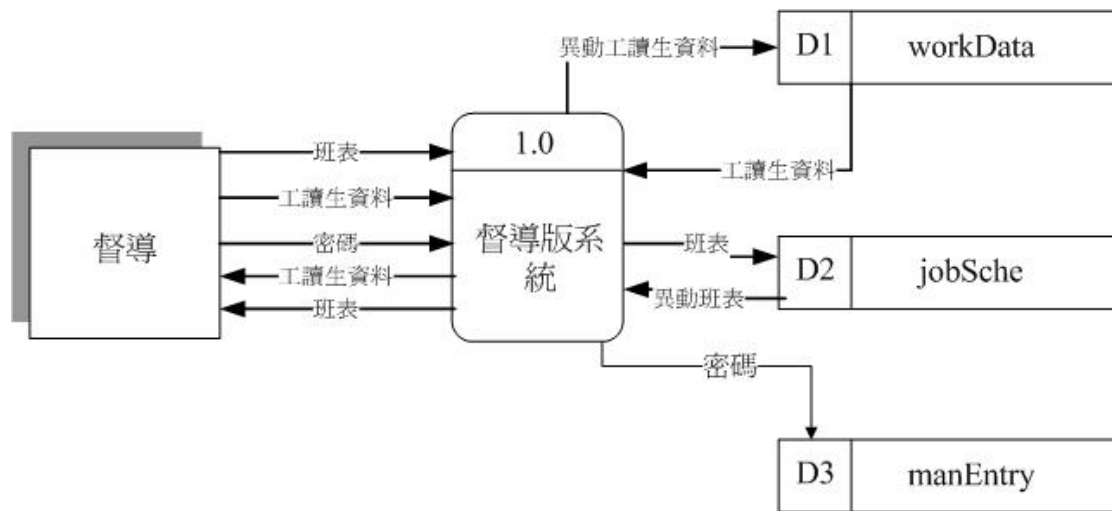 異動工讀生資料
D1
workData
1.0
班表
工讀生資料
工讀生資料
督導
密碼
督導版系
統
班表
D2
jobSche
工讀生資料
異動班表
班表
密碼
D3
manEntry